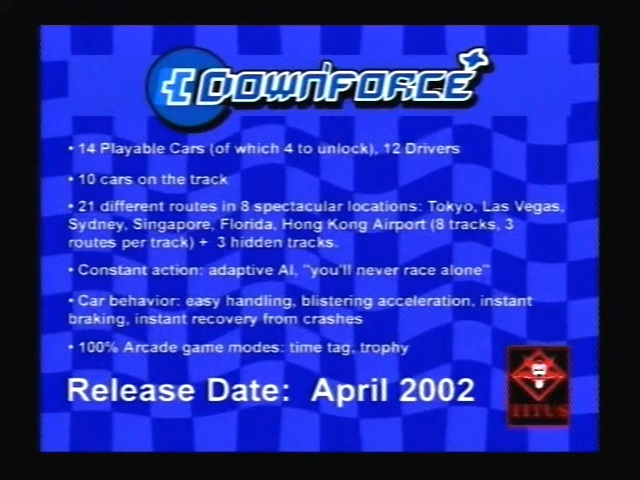 DOWNFORCE
• 14 Playable Cars (of which 4 to unlock), 12 Drivers
• 10 cars on the track
• 21 different routes in 8 spectacular locations: Tokyo, Las Vegas,
Sydney, Singapore, Florida, Hong Kong Airport (8 tracks, 3
routes per track) + 3 hidden tracks.
• Constant action: adaptive AI, "you'll never race alone"
• Car behavior: easy handling, blistering acceleration, instant
braking, instant recovery from crashes
• 100% Arcade game modes: time tag, trophy
Release Date: April 2002
TITUS